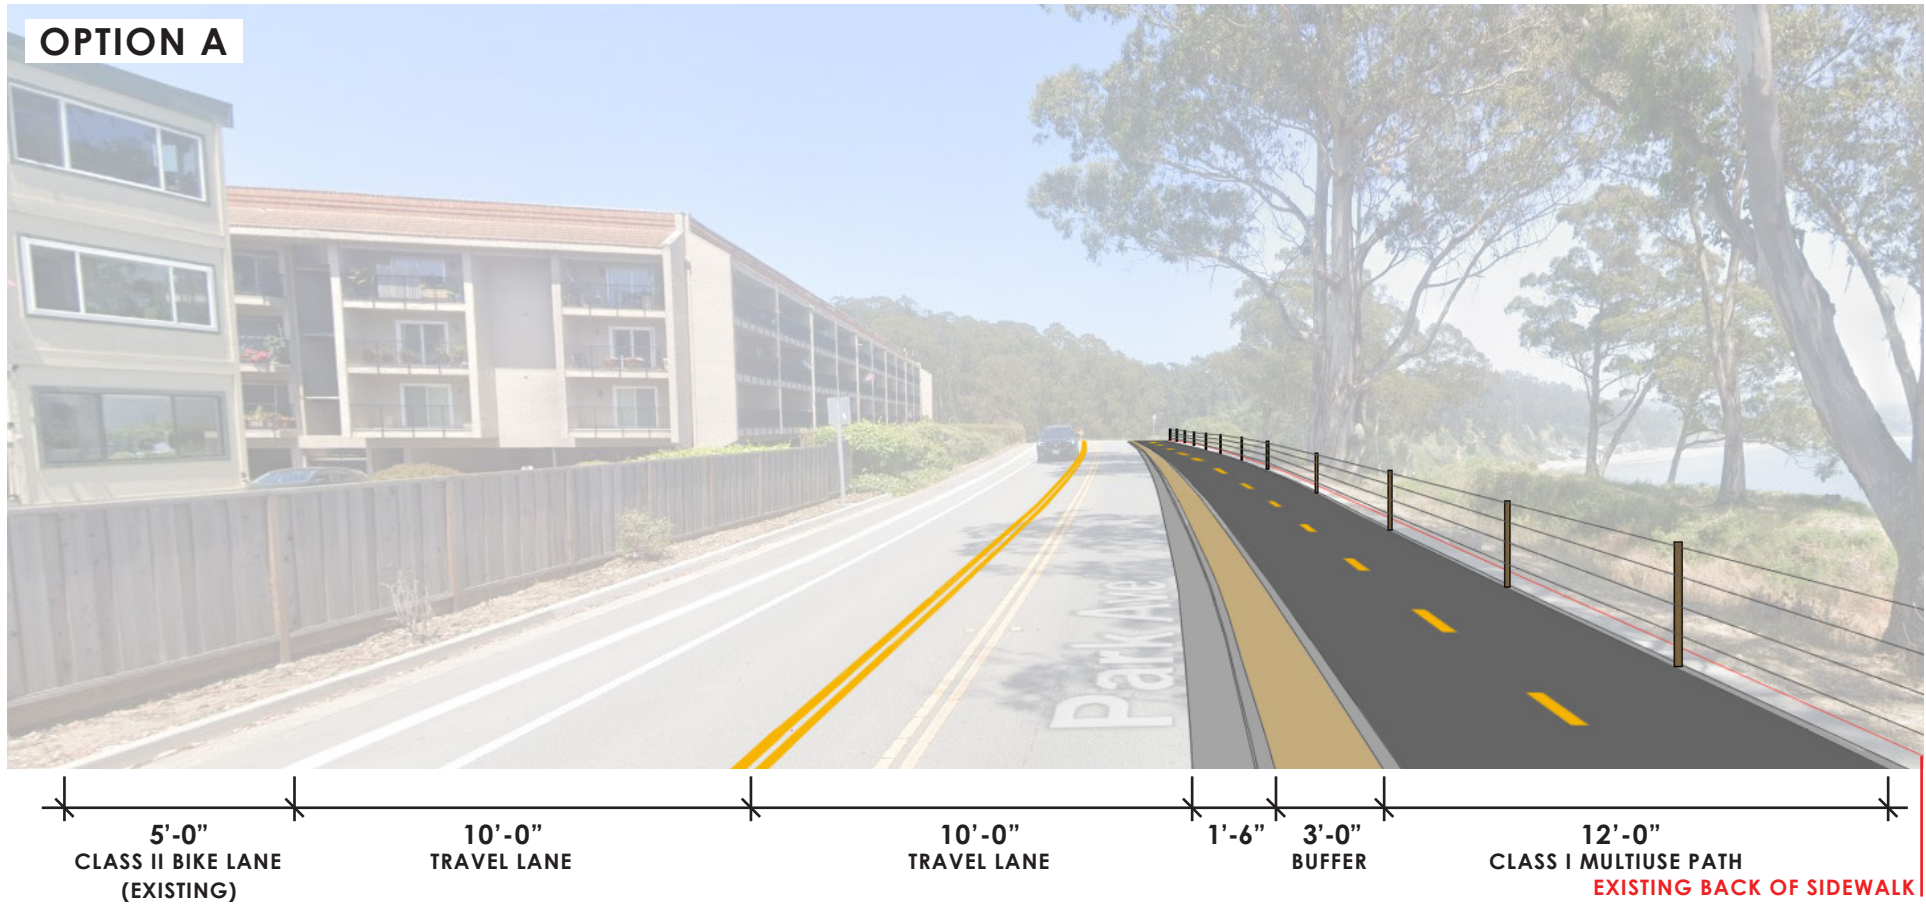 OPTION A
Park Ave
5'-0”
CLASS II BIKE LANE
(EXISTING)
10'-0”
TRAVEL LANE
10'-0”
TRAVEL LANE
1'-6”
3'-0”
BUFFER
12'-0”
CLASS I MULTIUSE PATH
EXISTING BACK OF SIDEWALK